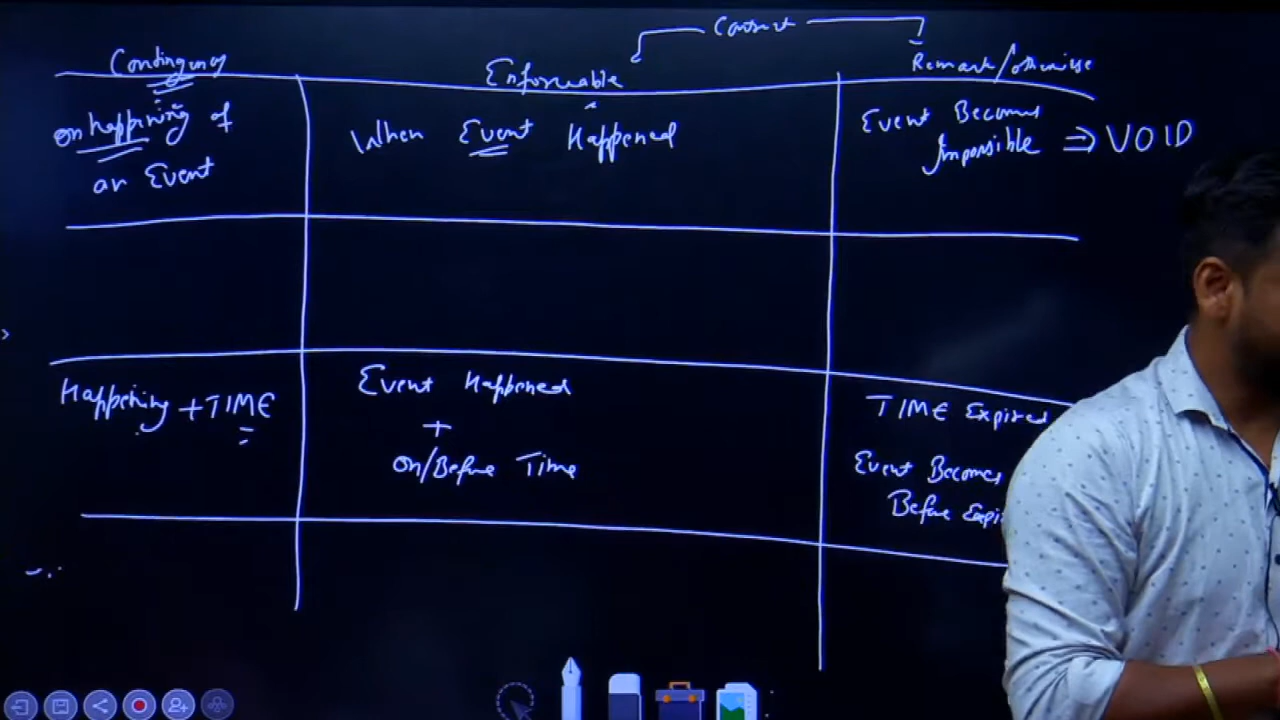 Contract
Contingency
Enforceable
Remark/otherwise
on happening of
an Event
When Event Happened
Event Becomes
Impossible ⇒ VOID
Happening + TIME
Event Happened
+
on/Before Time
TIME Expired
Event Becomes
Before